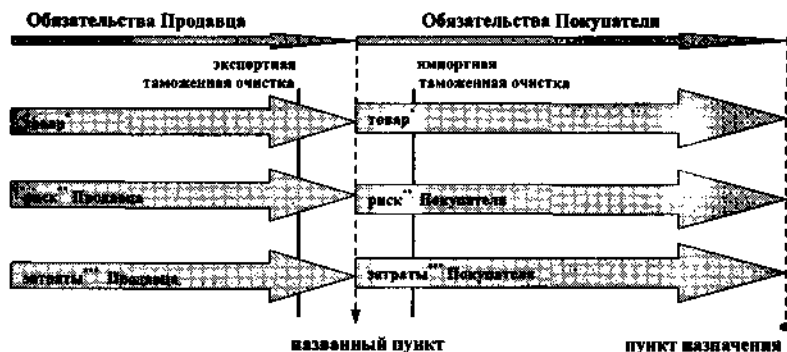 Обязательства Продавца Обязательства Покупателя
экспортная
таможенная очистка
импортная
таможенная очистка
товар* товар*
риск** Продавца риск** Покупателя
затраты*** Продавца затраты*** Покупателя
названный пункт пункт назначения